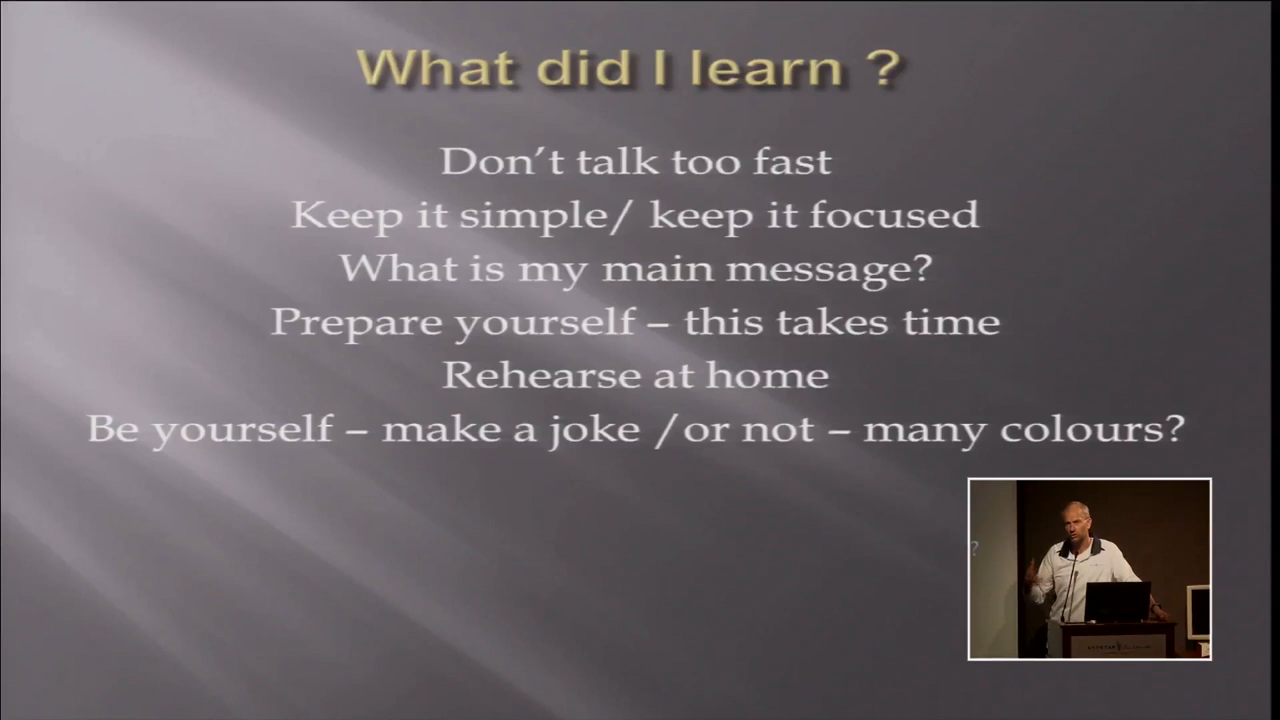 What did I learn ?
Don't talk too fast
Keep it simple/ keep it focused
What is my main message?
Prepare yourself – this takes time
Rehearse at home
Be yourself – make a joke /or not – many colours?
?